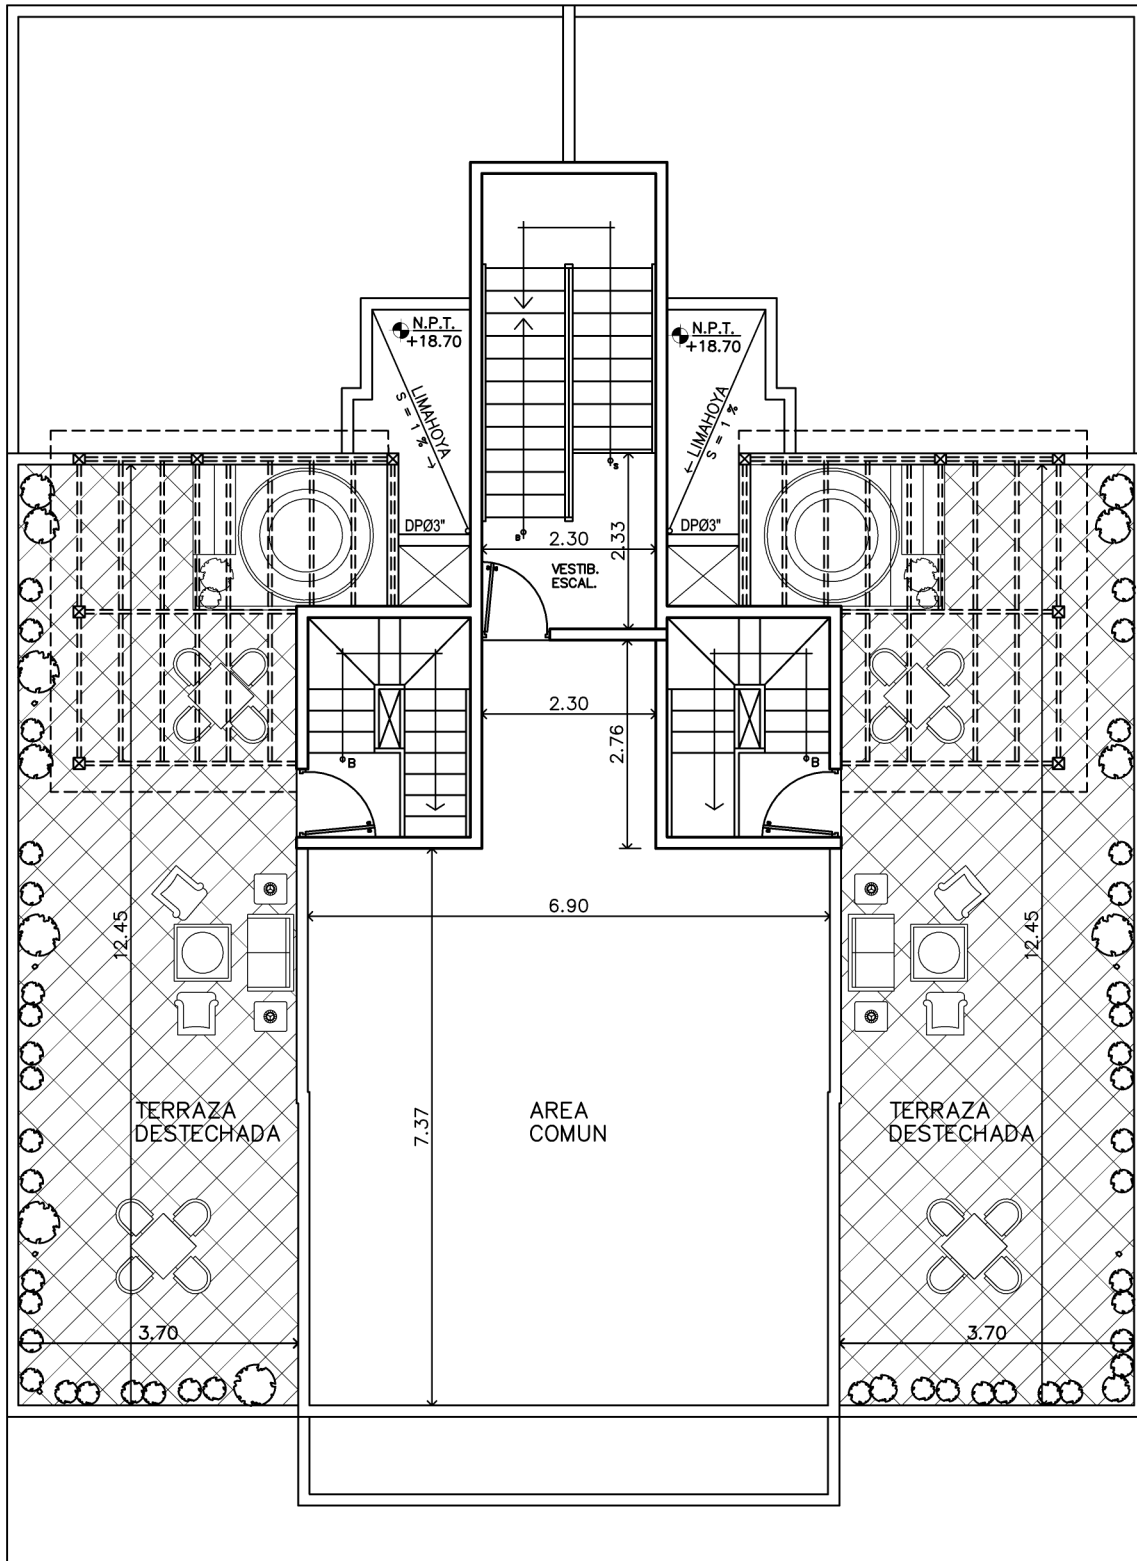 N.P.T.
+18.70
N.P.T.
+18.70
LIMAHOYA
S = 1 %
LIMAHOYA
S = 1 %
S
B
DPØ3"
DPØ3"
2.30
2.33
VESTIB.
ESCAL.
2.30
2.76
B
B
6.90
12.45
12.45
7.37
TERRAZA
DESTECHADA
AREA
COMUN
TERRAZA
DESTECHADA
3.70
3.70